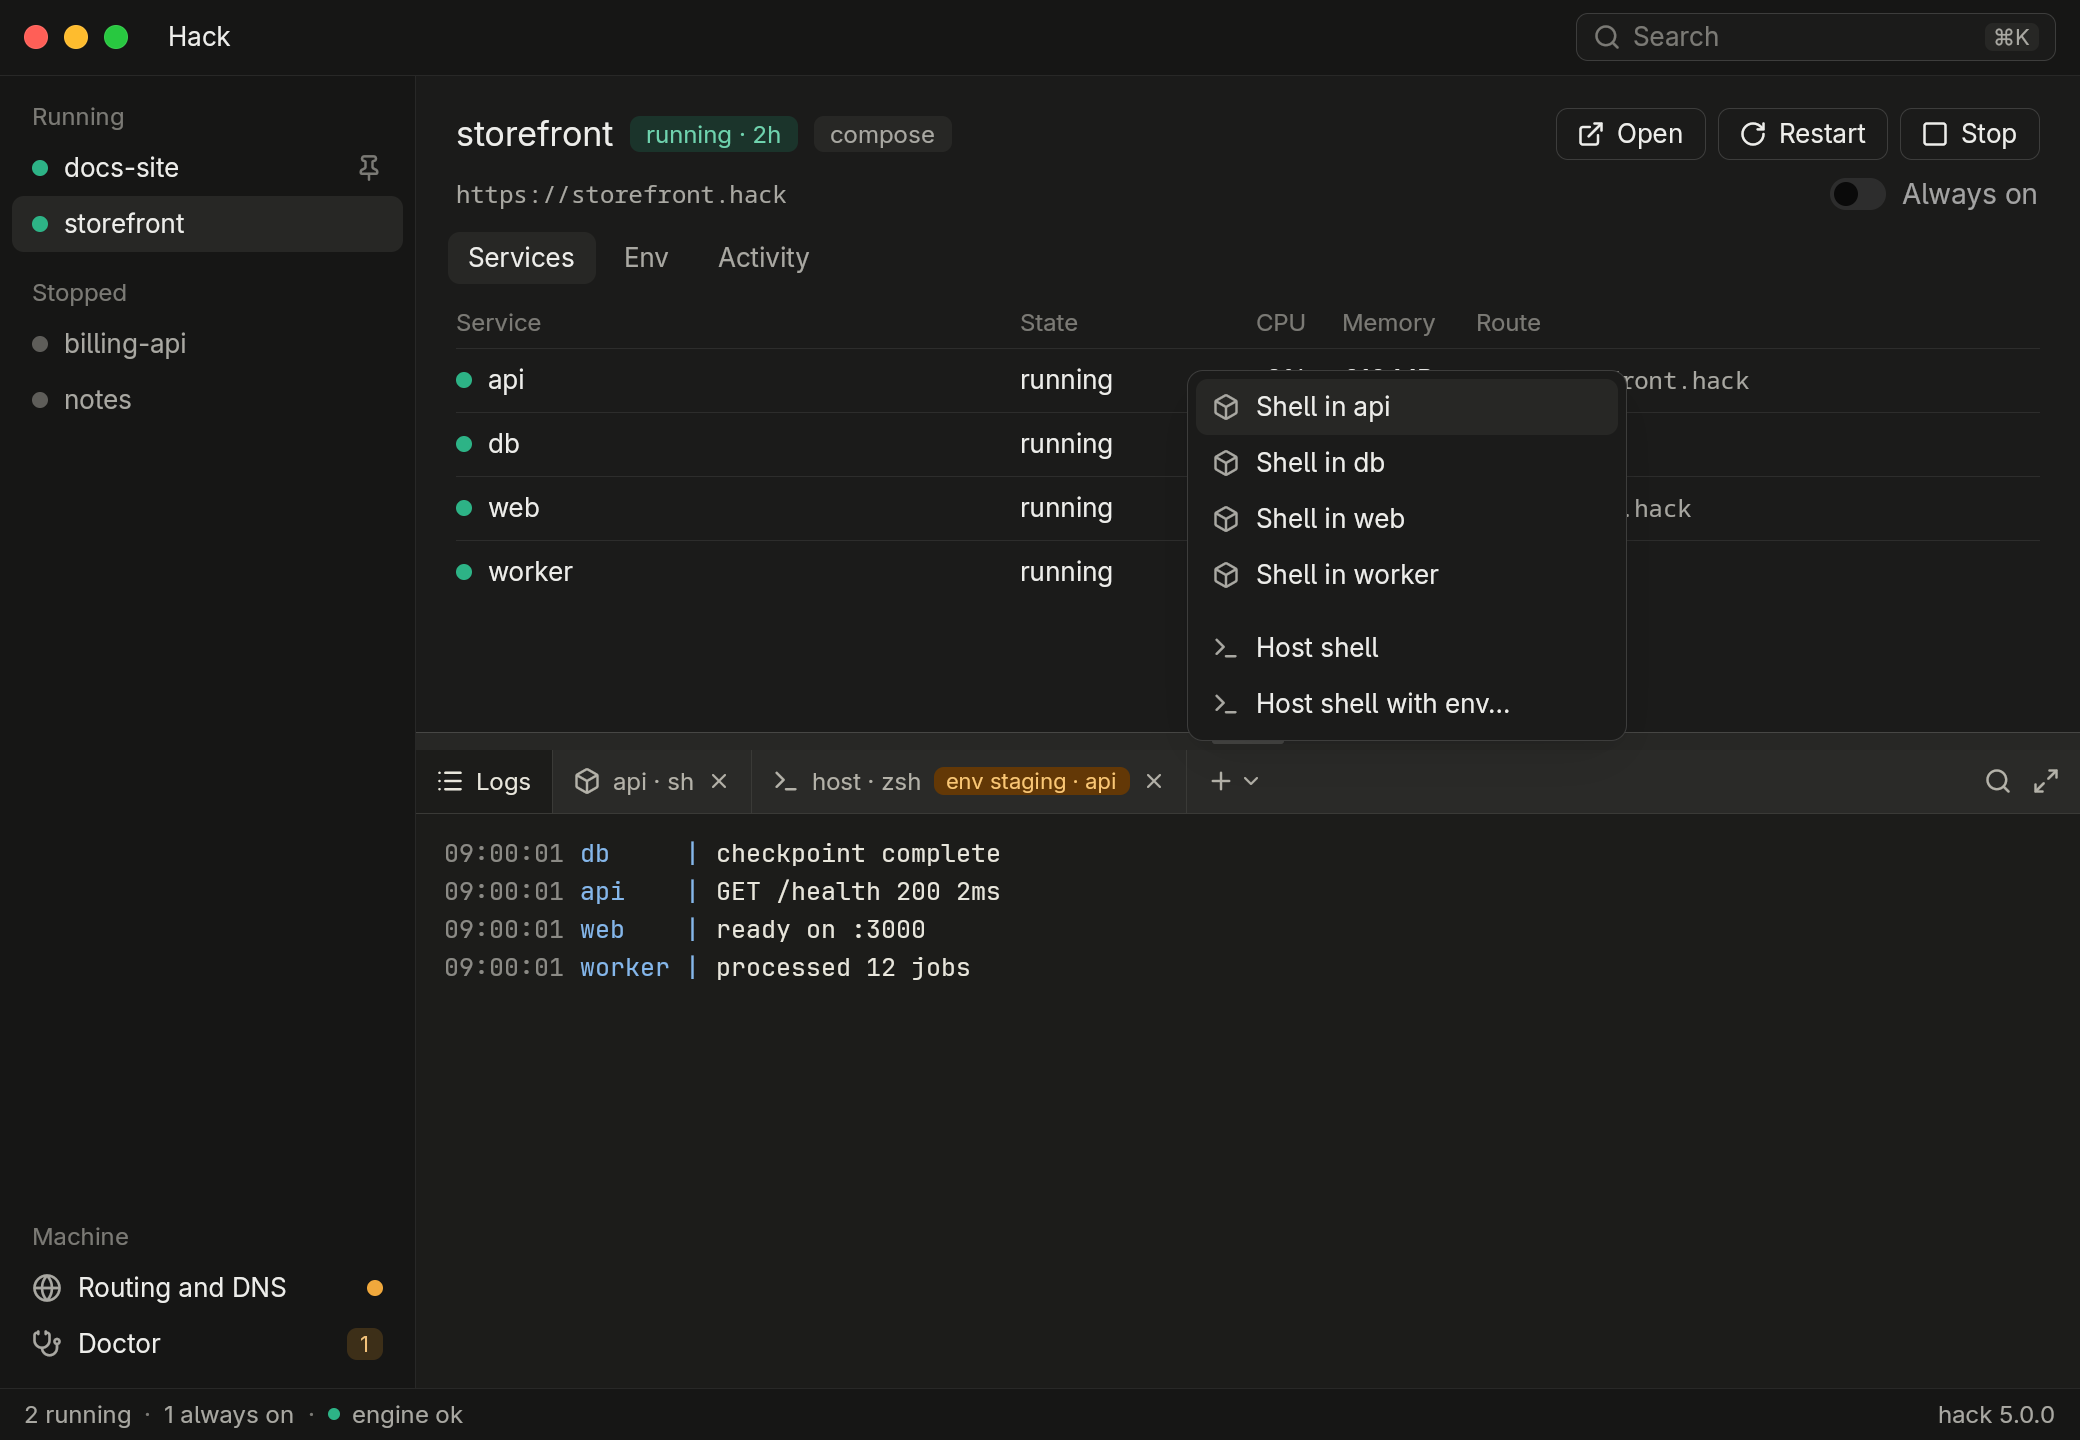 Hack
Search ⌘K
Running
docs-site
storefront
Stopped
billing-api
notes
storefront running · 2h compose
Open Restart Stop
https://storefront.hack
Always on
Services Env Activity
Service State CPU Memory Route
api running ront.hack
db running
web running .hack
worker running
Shell in api
Shell in db
Shell in web
Shell in worker
Host shell
Host shell with env...
Logs api · sh host · zsh env staging · api
09:00:01 db | checkpoint complete
09:00:01 api | GET /health 200 2ms
09:00:01 web | ready on :3000
09:00:01 worker | processed 12 jobs
Machine
Routing and DNS
Doctor 1
2 running · 1 always on · engine ok
hack 5.0.0